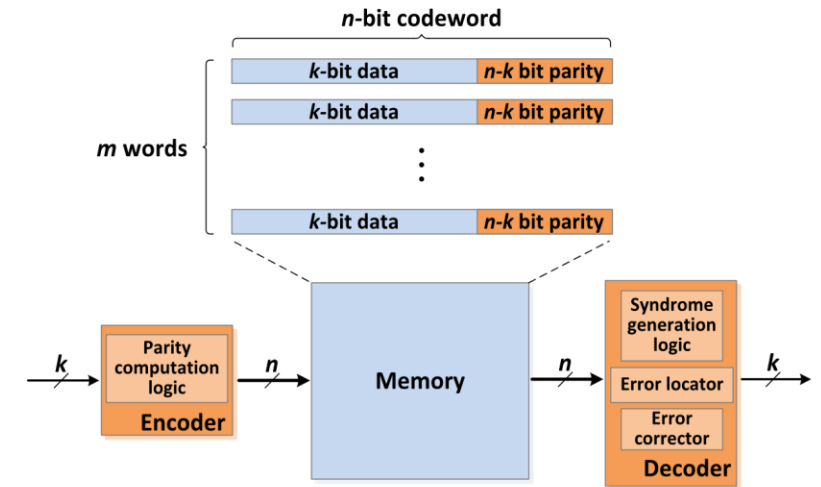 n-bit codeword
k-bit data
n-k bit parity
k-bit data
n-k bit parity
m words
k-bit data
n-k bit parity
k
Parity
computation
logic
Encoder
n
Memory
n
Syndrome
generation
logic
Error locator
Error
corrector
Decoder
k